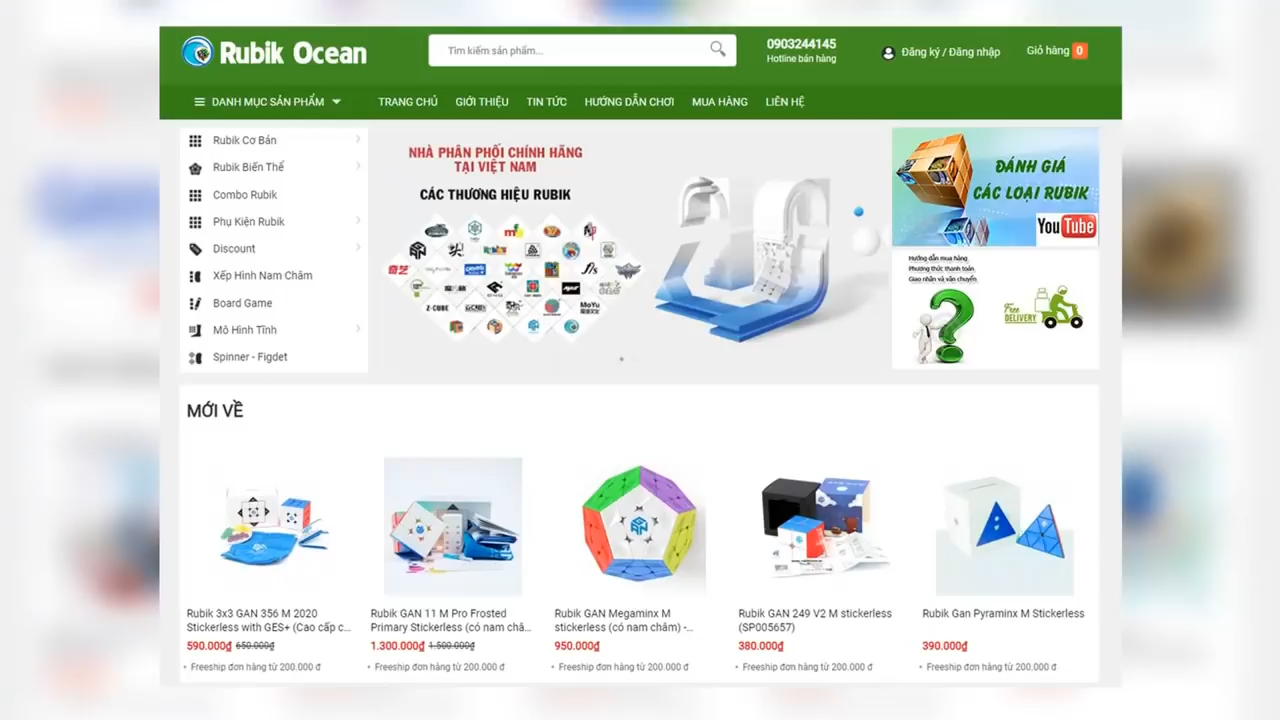 Rubik Ocean
Tìm kiếm sản phẩm...
0903244145
Hotline bán hàng
Đăng ký / Đăng nhập
Giỏ hàng 0
DANH MỤC SẢN PHẨM
TRANG CHỦ
GIỚI THIỆU
TIN TỨC
HƯỚNG DẪN CHƠI
MUA HÀNG
LIÊN HỆ
Rubik Cơ Bản
Rubik Biến Thể
Combo Rubik
Phụ Kiện Rubik
Discount
Xếp Hình Nam Châm
Board Game
Mô Hình Tĩnh
Spinner - Figdet
NHÀ PHÂN PHỐI CHÍNH HÃNG
TẠI VIỆT NAM
CÁC THƯƠNG HIỆU RUBIK
奇艺
Z-CUBE
MoYu
ĐÁNH GIÁ
CÁC LOẠI RUBIK
YouTube
Hướng dẫn mua hàng
Phương thức thanh toán
Giao nhận và vận chuyển
Free
DELIVERY
MỚI VỀ
Rubik 3x3 GAN 356 M 2020
Stickerless with GES+ (Cao cấp c...
590.000₫ 650.000₫
Freeship đơn hàng từ 200.000 đ
Rubik GAN 11 M Pro Frosted
Primary Stickerless (có nam châ...
1.300.000₫ 1.500.000₫
Freeship đơn hàng từ 200.000 đ
Rubik GAN Megaminx M
stickerless (có nam châm) -...
950.000₫
Freeship đơn hàng từ 200.000 đ
Rubik GAN 249 V2 M stickerless
(SP005657)
380.000₫
Freeship đơn hàng từ 200.000 đ
Rubik Gan Pyraminx M Stickerless
390.000₫
Freeship đơn hàng từ 200.000 đ